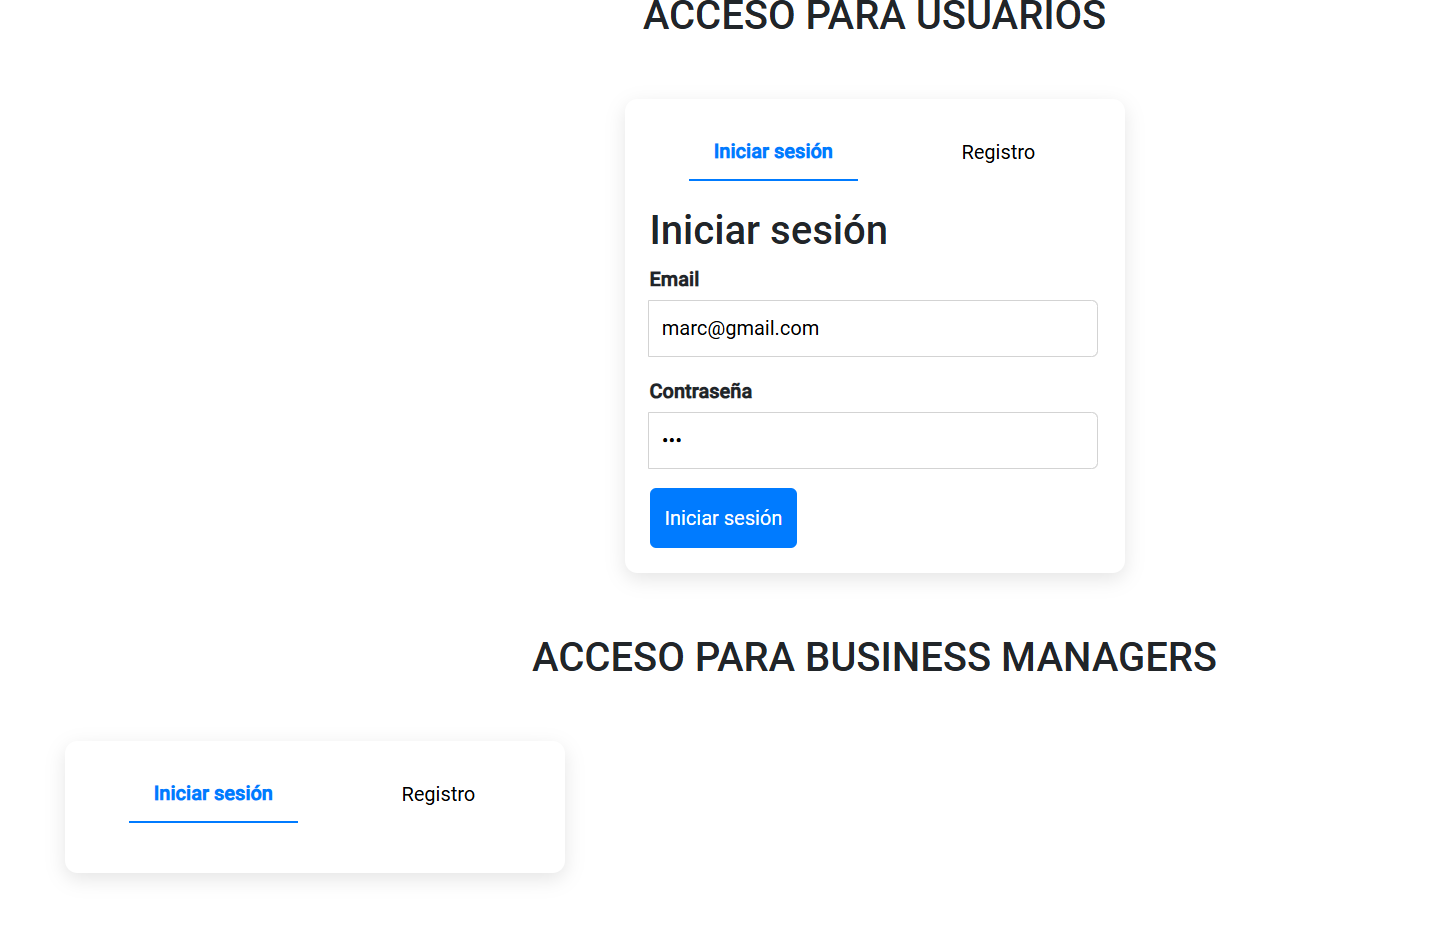 ACCESO PARA USUARIOS
Iniciar sesión Registro
Iniciar sesión
Email
marc@gmail.com
Contraseña
•••
Iniciar sesión
ACCESO PARA BUSINESS MANAGERS
Iniciar sesión Registro